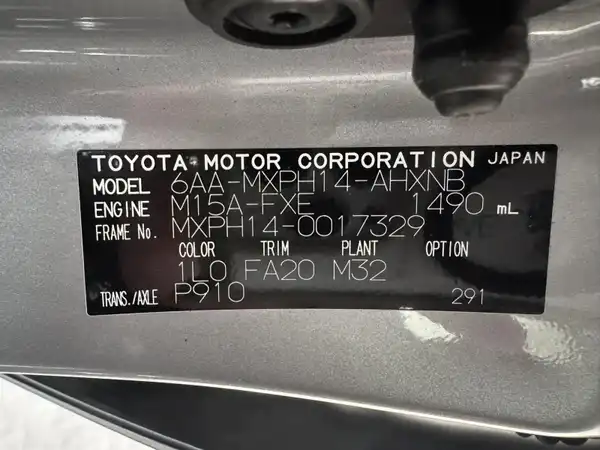 TOYOTA MOTOR CORPORATION JAPAN
MODEL 6AA-MXPH14-AHXNB
ENGINE M15A-FXE 1490 mL
FRAME No. MXPH14-0017329
COLOR TRIM PLANT OPTION
1L0 FA20 M32
TRANS./AXLE P910 291